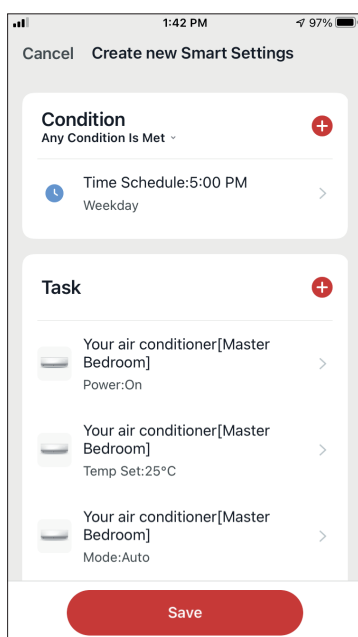 1:42 PM
97%
Cancel
Create new Smart Settings
Condition
Any Condition Is Met
Time Schedule:5:00 PM
Weekday
Task
Your air conditioner[Master
Bedroom]
Power:On
Your air conditioner[Master
Bedroom]
Temp Set:25°C
Your air conditioner[Master
Bedroom]
Mode:Auto
Save